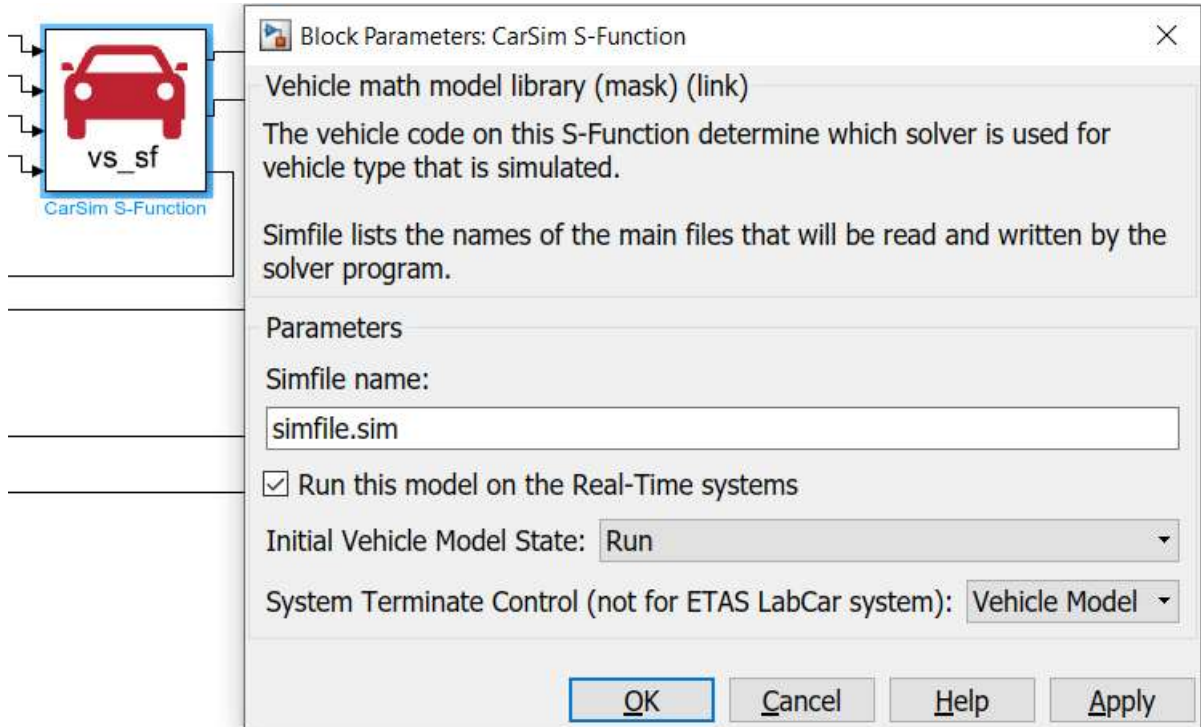 vs_sf
CarSim S-Function
Block Parameters: CarSim S-Function
Vehicle math model library (mask) (link)
The vehicle code on this S-Function determine which solver is used for
vehicle type that is simulated.
Simfile lists the names of the main files that will be read and written by the
solver program.
Parameters
Simfile name:
simfile.sim
Run this model on the Real-Time systems
Initial Vehicle Model State: Run
System Terminate Control (not for ETAS LabCar system): Vehicle Model
OK Cancel Help Apply